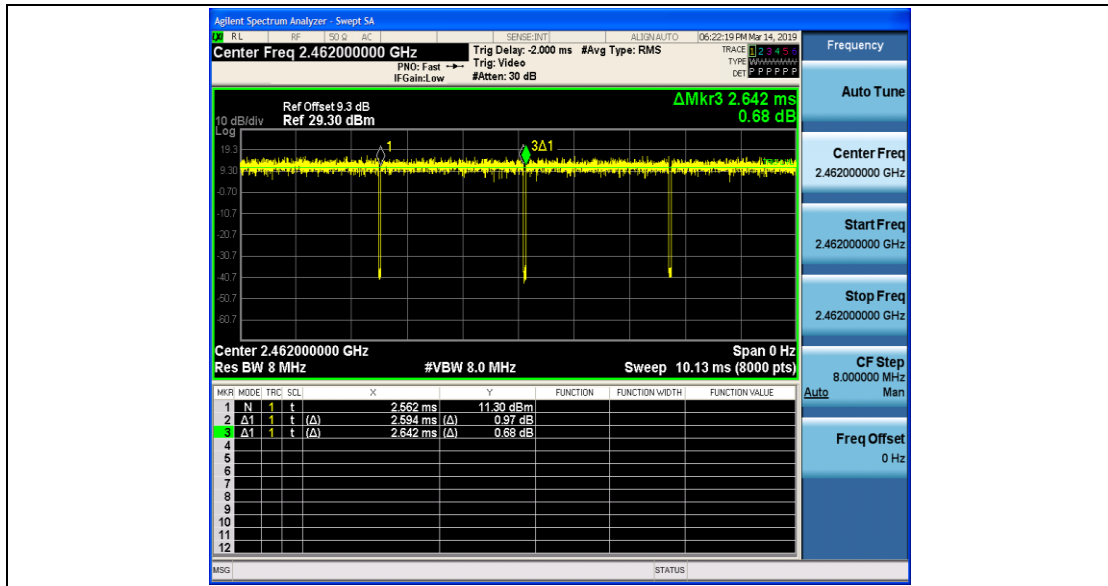 Agilent Spectrum Analyzer - Swept SA
LXI RL RF 50 Ω AC SENSE:INT ALIGN AUTO 06:22:19 PM Mar 14, 2019
Center Freq 2.462000000 GHz Trig Delay: -2.000 ms #Avg Type: RMS TRACE 1 2 3 4 5 6
PNO: Fast Trig: Video TYPE WWWWWW
IFGain:Low #Atten: 30 dB DET P P P P P P
Frequency
Auto Tune
Center Freq
2.462000000 GHz
Start Freq
2.462000000 GHz
Stop Freq
2.462000000 GHz
CF Step
8.000000 MHz
Auto Man
Freq Offset
0 Hz
ΔMkr3 2.642 ms
0.68 dB
Ref Offset 9.3 dB
10 dB/div Ref 29.30 dBm
Log
19.3
9.30
-0.70
-10.7
-20.7
-30.7
-40.7
-50.7
-60.7
1
3Δ1
Center 2.462000000 GHz Span 0 Hz
Res BW 8 MHz #VBW 8.0 MHz Sweep 10.13 ms (8000 pts)
MKR MODE TRC SCL X Y FUNCTION FUNCTION WIDTH FUNCTION VALUE
1 N 1 t 2.562 ms 11.30 dBm
2 Δ1 1 t (Δ) 2.594 ms (Δ) 0.97 dB
3 Δ1 1 t (Δ) 2.642 ms (Δ) 0.68 dB
4
5
6
7
8
9
10
11
12
MSG STATUS